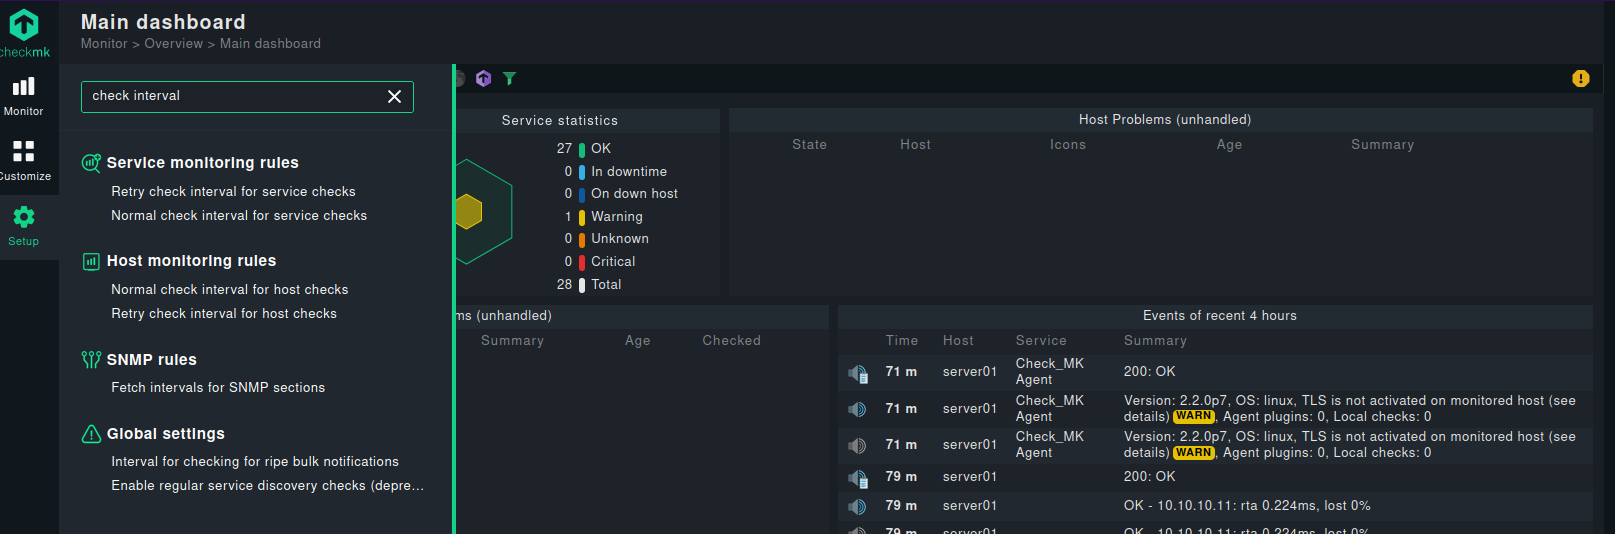 Main dashboard
Monitor > Overview > Main dashboard
checkmk
Monitor
Customize
Setup
check interval
Service monitoring rules
Retry check interval for service checks
Normal check interval for service checks
Host monitoring rules
Normal check interval for host checks
Retry check interval for host checks
SNMP rules
Fetch intervals for SNMP sections
Global settings
Interval for checking for ripe bulk notifications
Enable regular service discovery checks (depre...
Service statistics
27 OK
0 In downtime
0 On down host
1 Warning
0 Unknown
0 Critical
28 Total
Host Problems (unhandled)
State Host Icons Age Summary
ms (unhandled)
Summary Age Checked
Events of recent 4 hours
Time Host Service Summary
71 m server01 Check_MK Agent 200: OK
71 m server01 Check_MK Agent Version: 2.2.0p7, OS: linux, TLS is not activated on monitored host (see
details) WARN, Agent plugins: 0, Local checks: 0
71 m server01 Check_MK Agent Version: 2.2.0p7, OS: linux, TLS is not activated on monitored host (see
details) WARN, Agent plugins: 0, Local checks: 0
79 m server01 200: OK
79 m server01 OK - 10.10.10.11: rta 0.224ms, lost 0%
79 m server01 OK - 10.10.10.11: rta 0.224ms, lost 0%